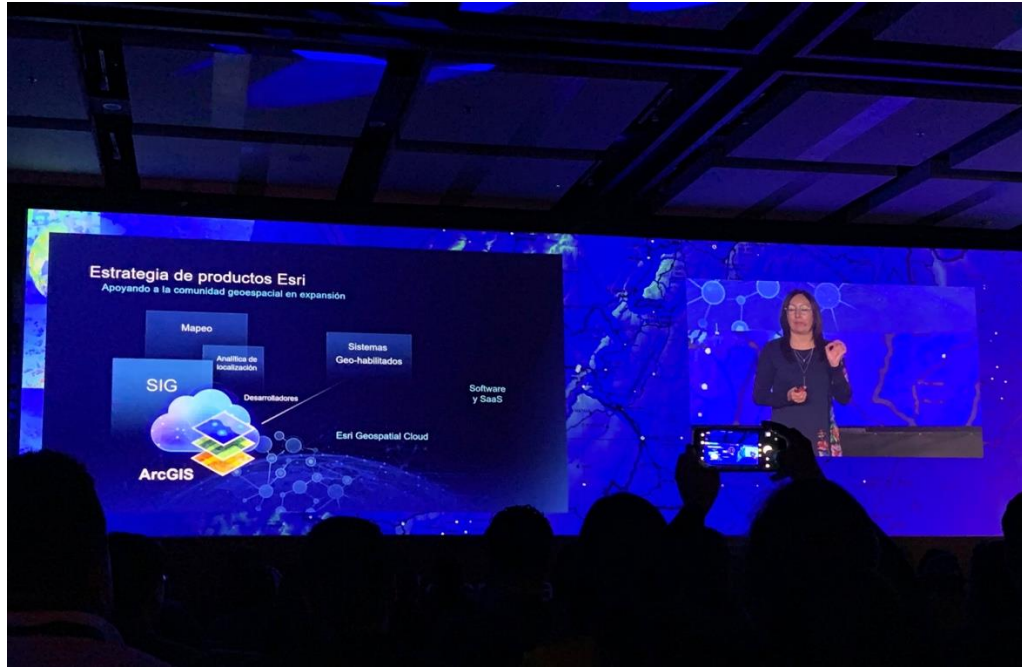 Estrategia de productos Esri
Apoyando a la comunidad geoespacial en expansión
Mapeo
Analítica de
localización
Sistemas
Geo-habilitados
SIG
Desarrolladores
Software
y SaaS
Esri Geospatial Cloud
ArcGIS